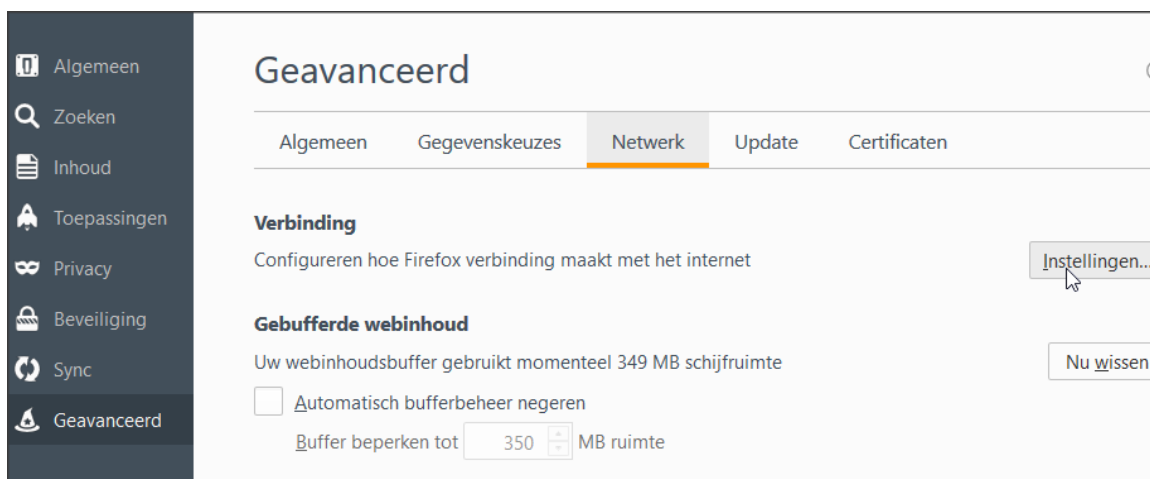 Algemeen
Zoeken
Inhoud
Toepassingen
Privacy
Beveiliging
Sync
Geavanceerd
Geavanceerd
Algemeen Gegevenskeuzes Netwerk Update Certificaten
Verbinding
Configureren hoe Firefox verbinding maakt met het internet Instellingen...
Gebufferde webinhoud
Uw webinhoudsbuffer gebruikt momenteel 349 MB schijfruimte Nu wissen
Automatisch bufferbeheer negeren
Buffer beperken tot 350 MB ruimte